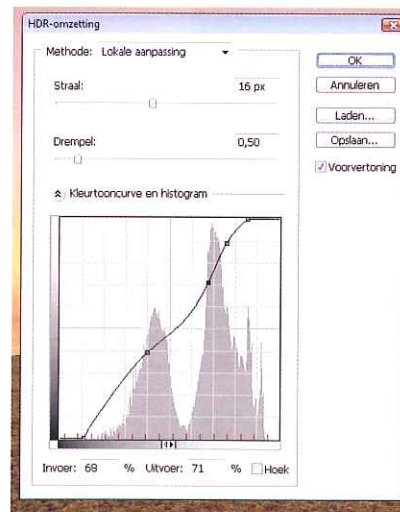 HDR-omzetting
Methode: Lokale aanpassing
Straal: 16 px
Drempel: 0,50
Kleurtooncurve en histogram
Invoer: 68 % Uitvoer: 71 % Hoek
OK
Annuleren
Laden...
Opslaan...
Voorvertoning